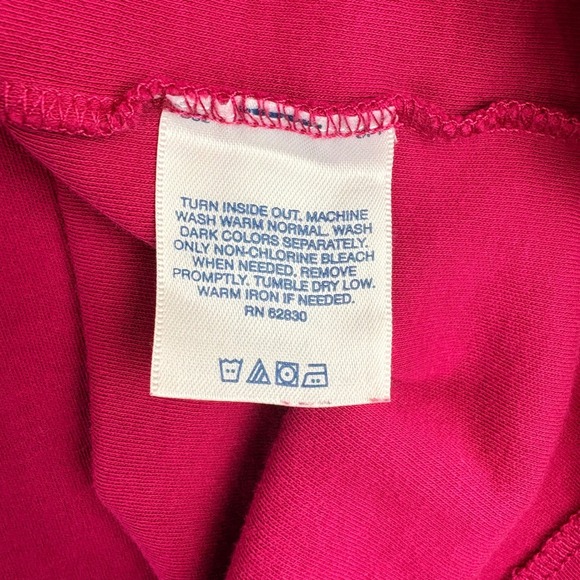 TURN INSIDE OUT. MACHINE
WASH WARM NORMAL. WASH
DARK COLORS SEPARATELY.
ONLY NON-CHLORINE BLEACH
WHEN NEEDED. REMOVE
PROMPTLY. TUMBLE DRY LOW.
WARM IRON IF NEEDED.
RN 62830